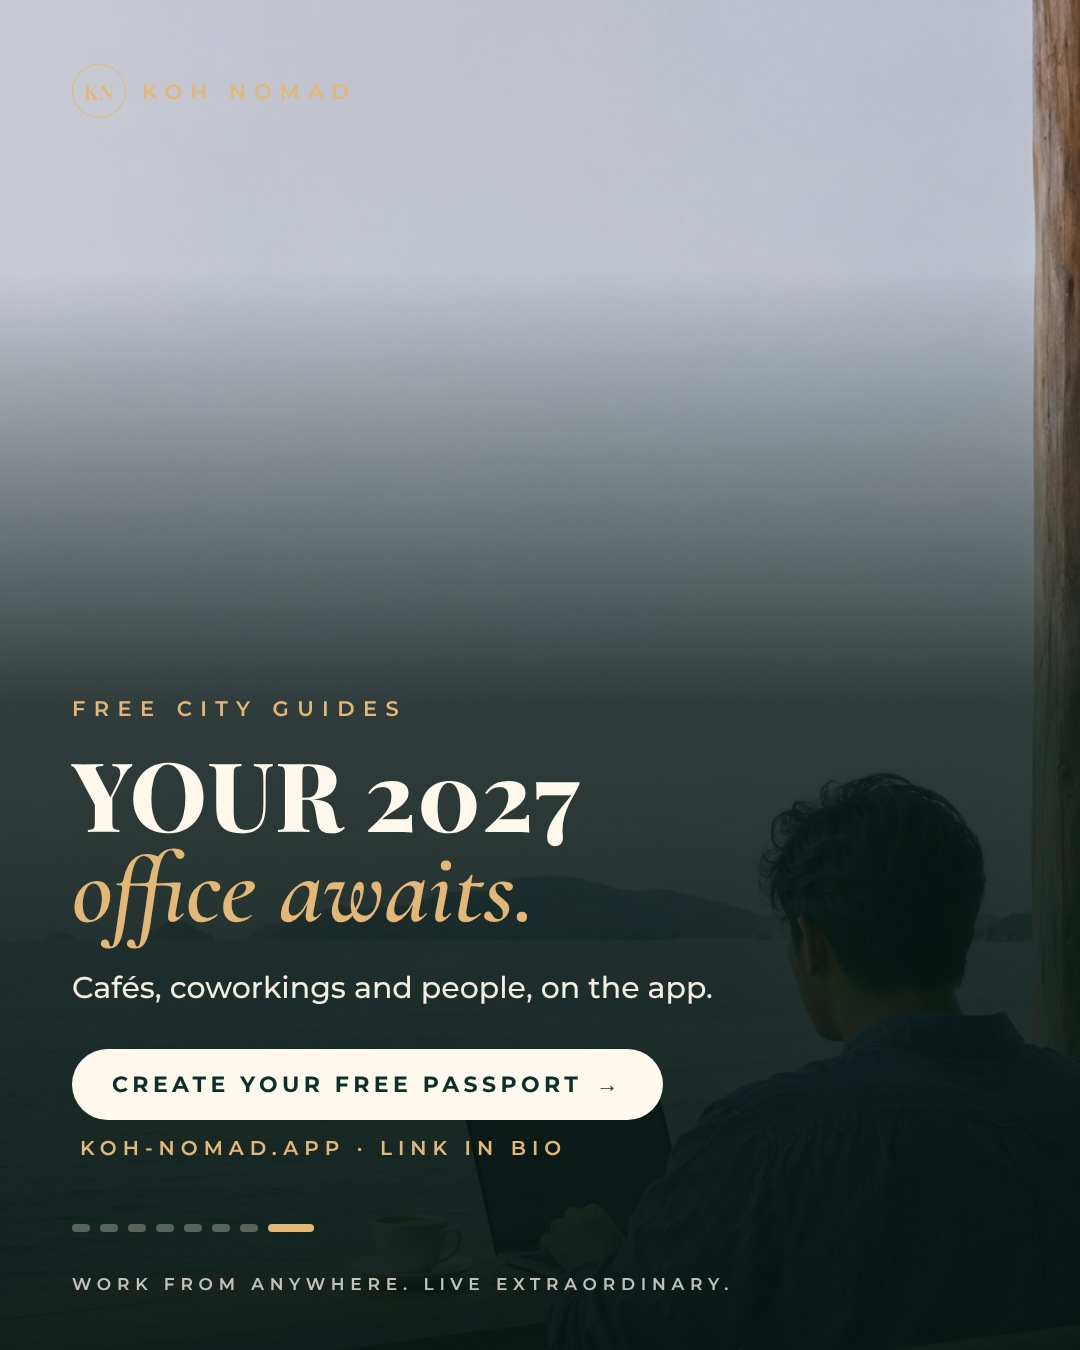 KN KOH NOMAD
FREE CITY GUIDES
YOUR 2027
office awaits.
Cafés, coworkings and people, on the app.
CREATE YOUR FREE PASSPORT →
KOH-NOMAD.APP · LINK IN BIO
WORK FROM ANYWHERE. LIVE EXTRAORDINARY.